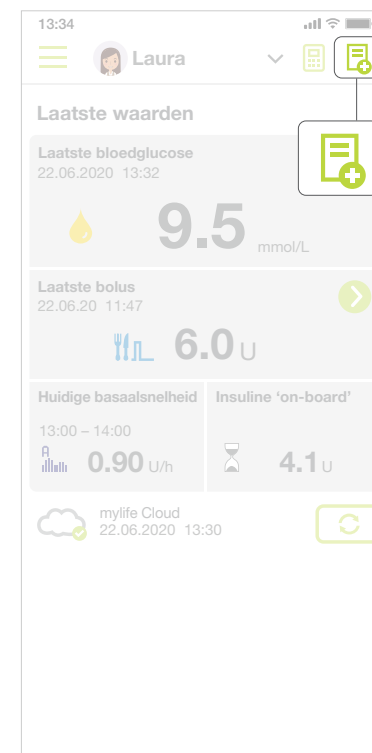 13:34
Laura
Laatste waarden
Laatste bloedglucose
22.06.2020 13:32
9.5 mmol/L
Laatste bolus
22.06.20 11:47
6.0 U
Huidige basaalsnelheid
13:00 – 14:00
A
0.90 U/h
Insuline ‘on-board’
4.1 U
mylife Cloud
22.06.2020 13:30